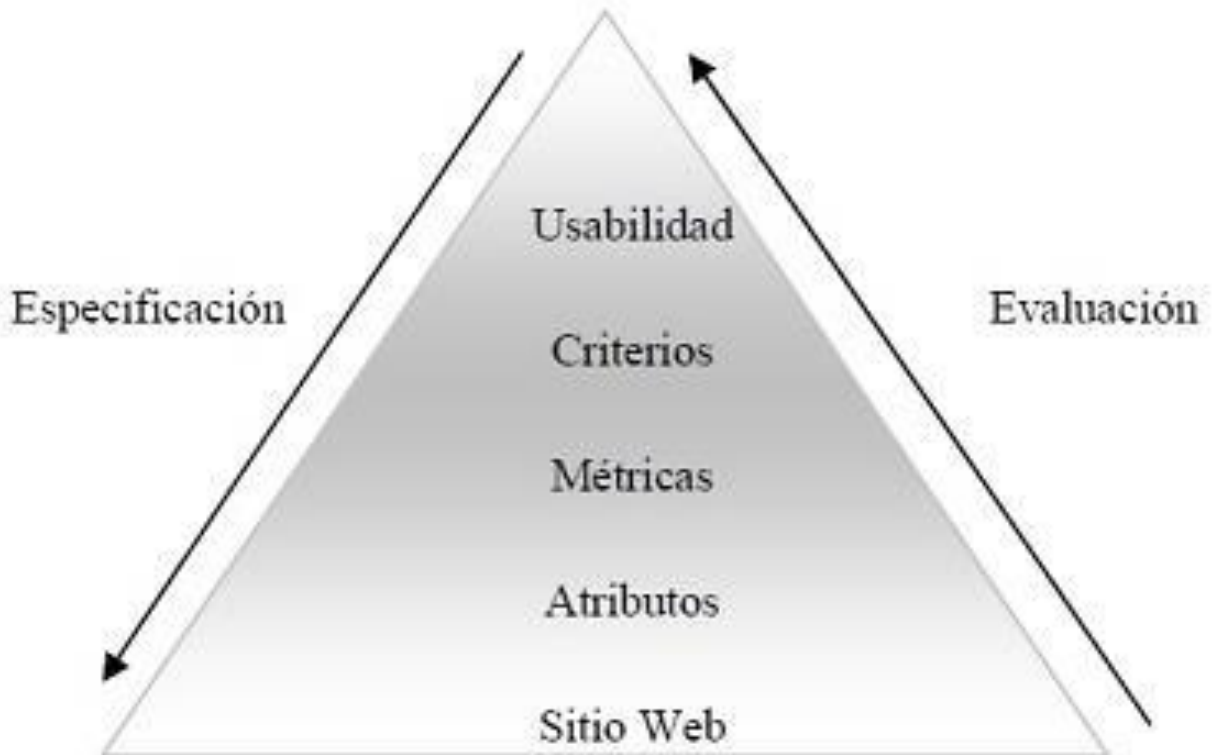 Usabilidad
Especificación
Evaluación
Criterios
Métricas
Atributos
Sitio Web